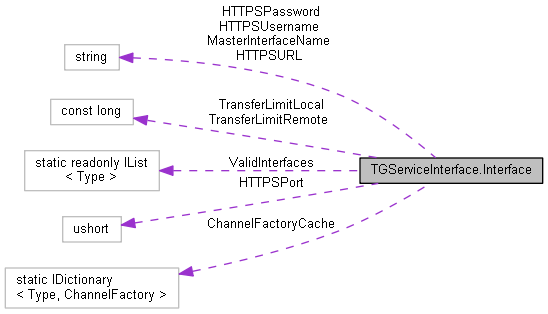 HTTPSPassword
HTTPSUsername
MasterInterfaceName
HTTPSURL
string
const long
TransferLimitLocal
TransferLimitRemote
static readonly IList
< Type >
ValidInterfaces
TGServiceInterface.Interface
HTTPSPort
ushort
ChannelFactoryCache
static IDictionary
< Type, ChannelFactory >